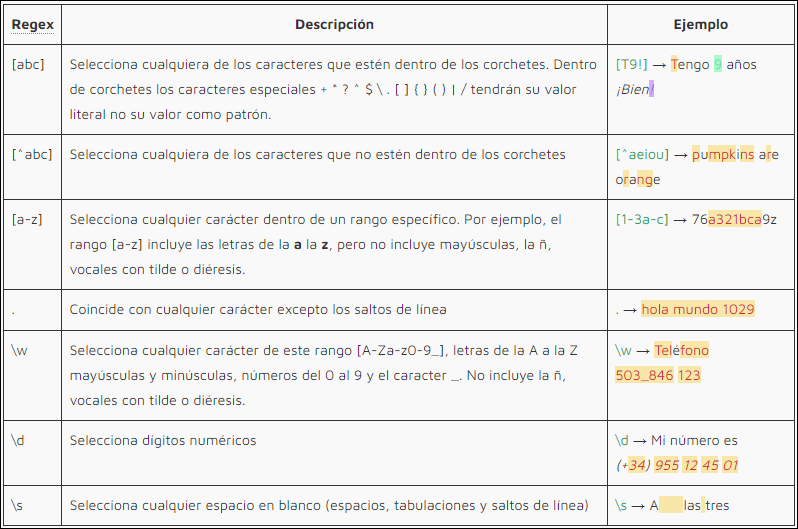 Regex Descripción Ejemplo
[abc] Selecciona cualquiera de los caracteres que estén dentro de los corchetes. Dentro [T9!] → Tengo 9 años
de corchetes los caracteres especiales + * ? ^ $ \ . [ ] { } ( ) | / tendrán su valor ¡Bien!
literal no su valor como patrón.
[^abc] Selecciona cualquiera de los caracteres que no estén dentro de los corchetes [^aeiou] → pumpkins are
orange
[a-z] Selecciona cualquier carácter dentro de un rango específico. Por ejemplo, el [1-3a-c] → 76a321bca9z
rango [a-z] incluye las letras de la a la z, pero no incluye mayúsculas, la ñ,
vocales con tilde o diéresis.
. Coincide con cualquier carácter excepto los saltos de línea . → hola mundo 1029
\w Selecciona cualquier carácter de este rango [A-Za-z0-9_], letras de la A a la Z \w → Teléfono
mayúsculas y minúsculas, números del 0 al 9 y el caracter _. No incluye la ñ, 503_846 123
vocales con tilde o diéresis.
\d Selecciona dígitos numéricos \d → Mi número es
(+34) 955 12 45 01
\s Selecciona cualquier espacio en blanco (espacios, tabulaciones y saltos de línea) \s → A las tres